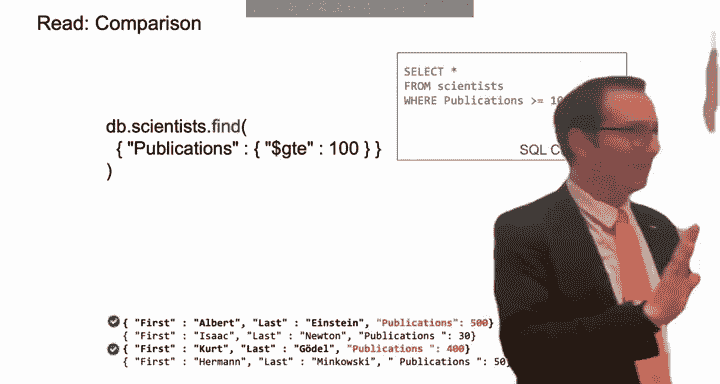 Read: Comparison
SELECT *
FROM scientists
WHERE Publications >=
db.scientists.find(
{ "Publications" : { "$gte" : 100 } }
)
SQL
{ "First" : "Albert", "Last" : "Einstein", "Publications": 500}
{ "First" : "Isaac", "Last" : "Newton", "Publications " : 30}
{ "First" : "Kurt", "Last" : "Gödel", "Publications " : 400}
{ "First" : "Hermann", "Last" : "Minkowski", " Publications " : 50